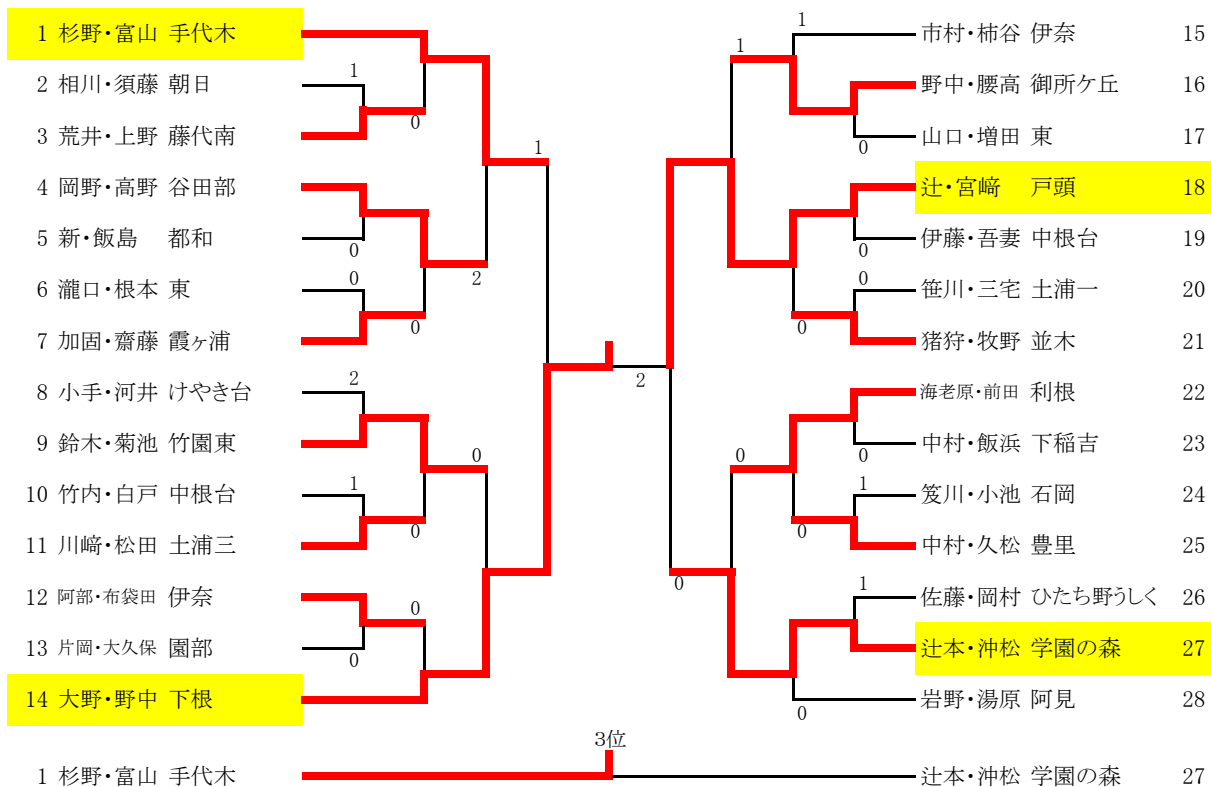 1 杉野・富山 手代木
2 相川・須藤 朝日
3 荒井・上野 藤代南
4 岡野・高野 谷田部
5 新・飯島 都和
6 瀧口・根本 東
7 加固・齋藤 霞ヶ浦
8 小手・河井 けやき台
9 鈴木・菊池 竹園東
10 竹内・白戸 中根台
11 川﨑・松田 土浦三
12 阿部・布袋田 伊奈
13 片岡・大久保 園部
14 大野・野中 下根
1
0
0
0
0
2
1
2
1
0
0
0
0
2
1
1
0
0
0
0
0
0
0
1
0
1
0
市村・柿谷 伊奈 15
野中・腰高 御所ケ丘 16
山口・増田 東 17
辻・宮﨑 戸頭 18
伊藤・吾妻 中根台 19
笹川・三宅 土浦一 20
猪狩・牧野 並木 21
海老原・前田 利根 22
中村・飯浜 下稲吉 23
笈川・小池 石岡 24
中村・久松 豊里 25
佐藤・岡村 ひたち野うしく 26
辻本・沖松 学園の森 27
岩野・湯原 阿見 28
3位
1 杉野・富山 手代木
辻本・沖松 学園の森 27